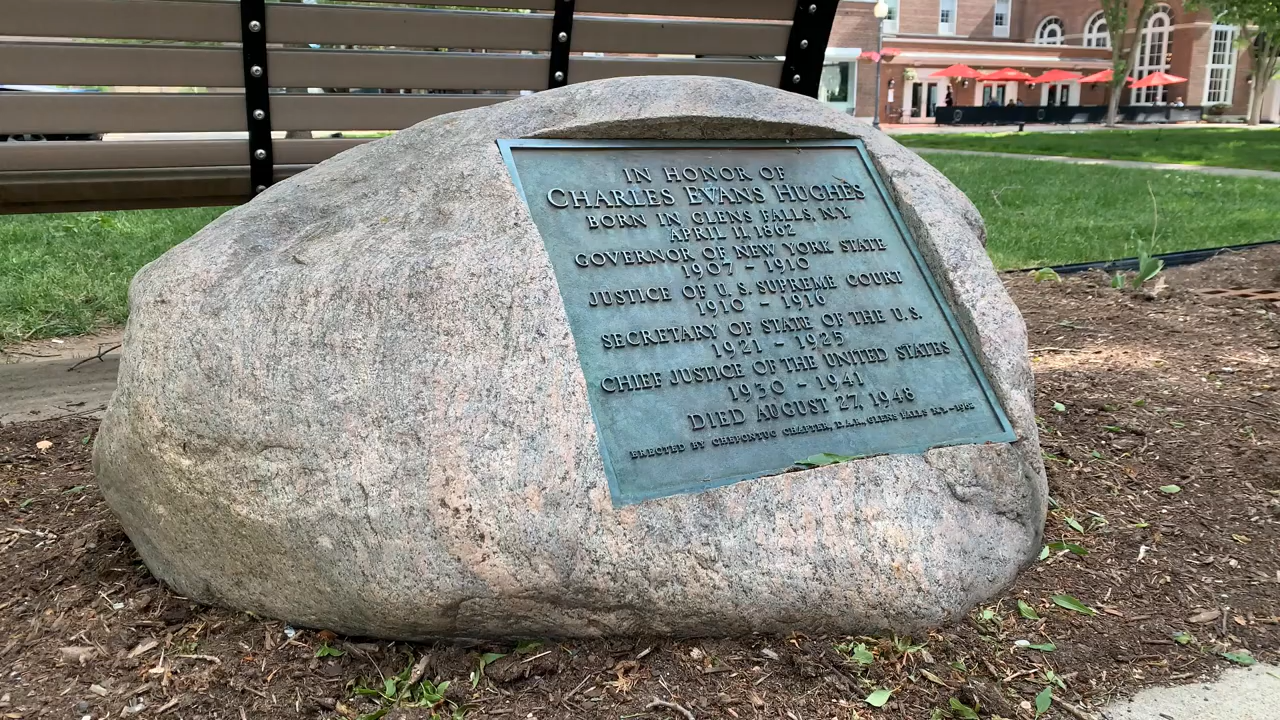 IN HONOR OF
CHARLES EVANS HUGHES
BORN IN GLENS FALLS, N.Y.
APRIL 11, 1862
GOVERNOR OF NEW YORK STATE
1907 - 1910
JUSTICE OF U.S. SUPREME COURT
1910 - 1916
SECRETARY OF STATE OF THE U.S.
1921 - 1925
CHIEF JUSTICE OF THE UNITED STATES
1930 - 1941
DIED AUGUST 27, 1948
ERECTED BY CHEPONTUC CHAPTER, D.A.R., GLENS FALLS N.Y. -